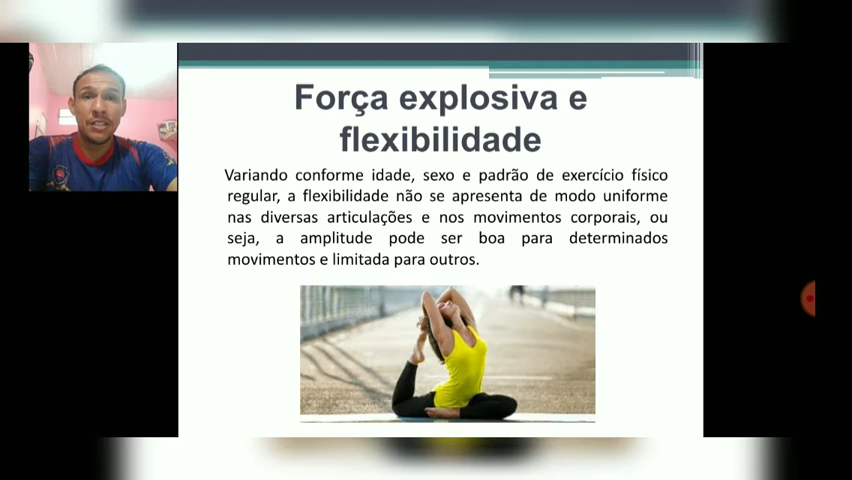 Força explosiva e
flexibilidade
Variando conforme idade, sexo e padrão de exercício físico
regular, a flexibilidade não se apresenta de modo uniforme
nas diversas articulações e nos movimentos corporais, ou
seja, a amplitude pode ser boa para determinados
movimentos e limitada para outros.